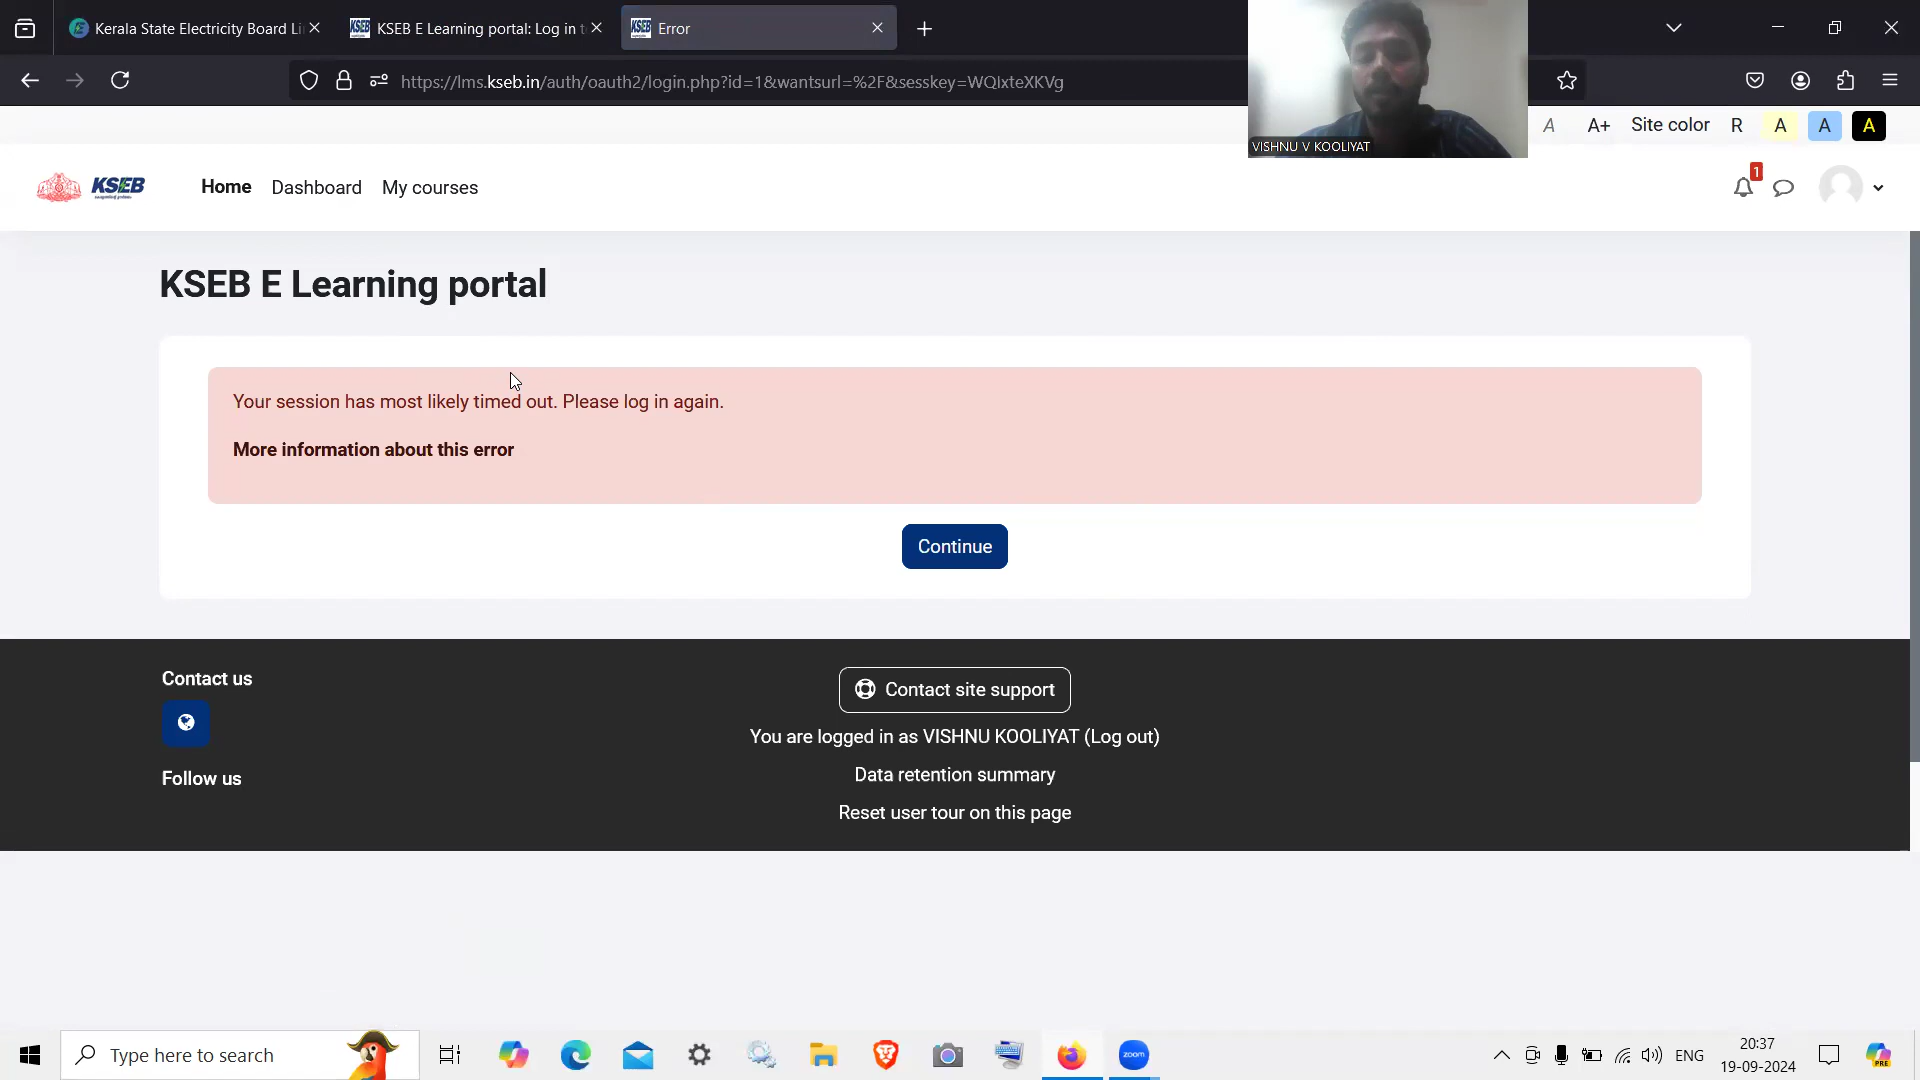 Kerala State Electricity Board Li
KSEB E Learning portal: Log in t
Error
https://lms.kseb.in/auth/oauth2/login.php?id=1&wantsurl=%2F&sesskey=WQIxteXKVg
VISHNU V KOOLIYAT
A A+ Site color R A A A
KSEB
Home Dashboard My courses
1
KSEB E Learning portal
Your session has most likely timed out. Please log in again.
More information about this error
Continue
Contact us
Follow us
Contact site support
You are logged in as VISHNU KOOLIYAT (Log out)
Data retention summary
Reset user tour on this page
Type here to search
zoom
ENG
20:37
19-09-2024
PRE